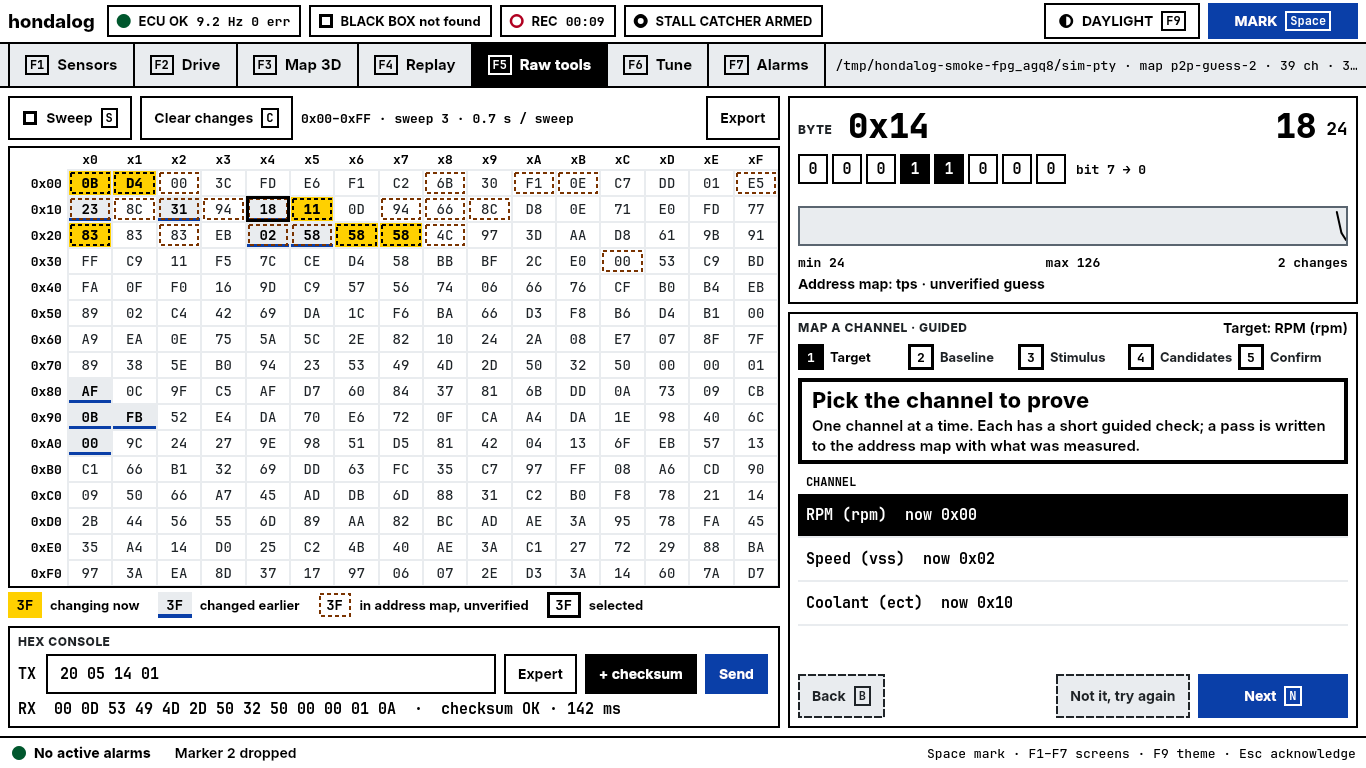 hondalog ECU OK 9.2 Hz 0 err BLACK BOX not found REC 00:09 STALL CATCHER ARMED DAYLIGHT F9 MARK Space
F1 Sensors F2 Drive F3 Map 3D F4 Replay F5 Raw tools F6 Tune F7 Alarms /tmp/hondalog-smoke-fpg_agq8/sim-pty · map p2p-guess-2 · 39 ch · 3…
Sweep S Clear changes C 0x00–0xFF · sweep 3 · 0.7 s / sweep Export
x0 x1 x2 x3 x4 x5 x6 x7 x8 x9 xA xB xC xD xE xF
0x00 0B D4 00 3C FD E6 F1 C2 6B 30 F1 0E C7 DD 01 E5
0x10 23 8C 31 94 18 11 0D 94 66 8C D8 0E 71 E0 FD 77
0x20 83 83 83 EB 02 58 58 58 4C 97 3D AA D8 61 9B 91
0x30 FF C9 11 F5 7C CE D4 58 BB BF 2C E0 00 53 C9 BD
0x40 FA 0F F0 16 9D C9 57 56 74 06 66 76 CF B0 B4 EB
0x50 89 02 C4 42 69 DA 1C F6 BA 66 D3 F8 B6 D4 B1 00
0x60 A9 EA 0E 75 5A 5C 2E 82 10 24 2A 08 E7 07 8F 7F
0x70 89 38 5E B0 94 23 53 49 4D 2D 50 32 50 00 00 01
0x80 AF 0C 9F C5 AF D7 60 84 37 81 6B DD 0A 73 09 CB
0x90 0B FB 52 E4 DA 70 E6 72 0F CA A4 DA 1E 98 40 6C
0xA0 00 9C 24 27 9E 98 51 D5 81 42 04 13 6F EB 57 13
0xB0 C1 66 B1 32 69 DD 63 FC 35 C7 97 FF 08 A6 CD 90
0xC0 09 50 66 A7 45 AD DB 6D 88 31 C2 B0 F8 78 21 14
0xD0 2B 44 56 55 6D 89 AA 82 BC AD AE 3A 95 78 FA 45
0xE0 35 A4 14 D0 25 C2 4B 40 AE 3A C1 27 72 29 88 BA
0xF0 97 3A EA 8D 37 17 97 06 07 2E D3 3A 14 60 7A D7
3F changing now 3F changed earlier 3F in address map, unverified 3F selected
HEX CONSOLE
TX 20 05 14 01 Expert + checksum Send
RX 00 0D 53 49 4D 2D 50 32 50 00 00 01 0A · checksum OK · 142 ms
BYTE 0x14 18 24
0 0 0 1 1 0 0 0 bit 7 → 0
min 24 max 126 2 changes
Address map: tps · unverified guess
MAP A CHANNEL · GUIDED Target: RPM (rpm)
1 Target 2 Baseline 3 Stimulus 4 Candidates 5 Confirm
Pick the channel to prove
One channel at a time. Each has a short guided check; a pass is written
to the address map with what was measured.
CHANNEL
RPM (rpm) now 0x00
Speed (vss) now 0x02
Coolant (ect) now 0x10
Back B Not it, try again Next N
No active alarms Marker 2 dropped Space mark · F1–F7 screens · F9 theme · Esc acknowledge